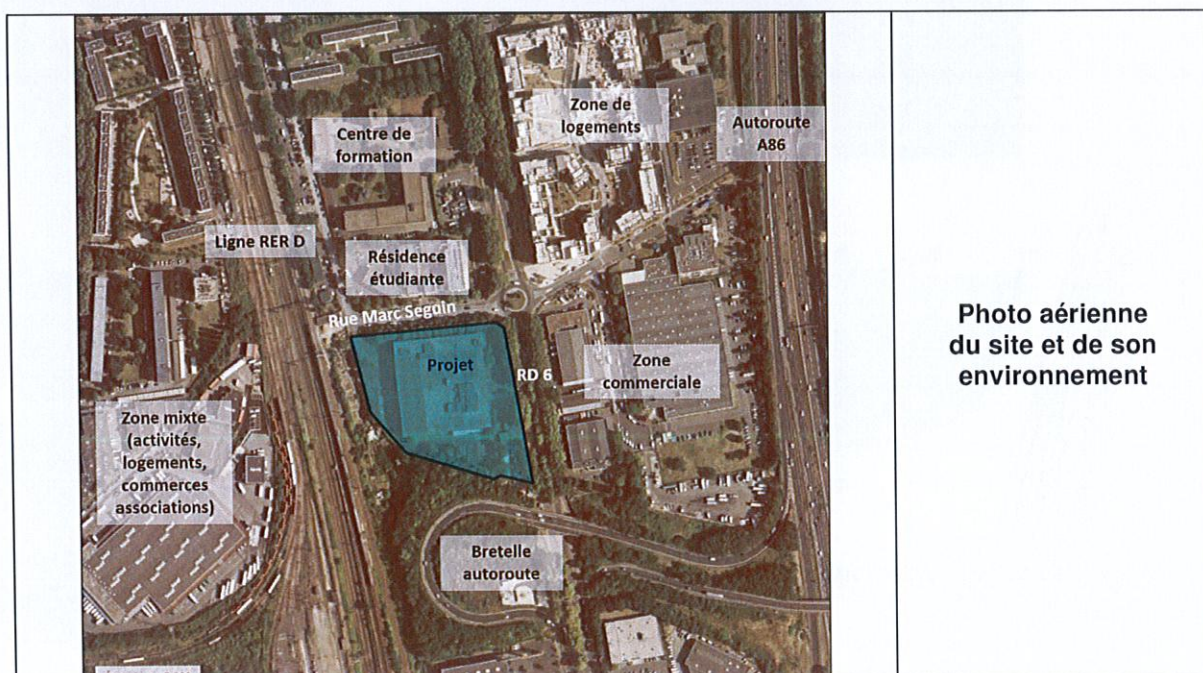 Zone de
logements
Autoroute
A86
Centre de
formation
Ligne RER D
Résidence
étudiante
Rue Marc Seguin
Projet
RD 6
Zone
commerciale
Zone mixte
(activités,
logements,
commerces
associations)
Bretelle
autoroute
Photo aérienne
du site et de son
environnement